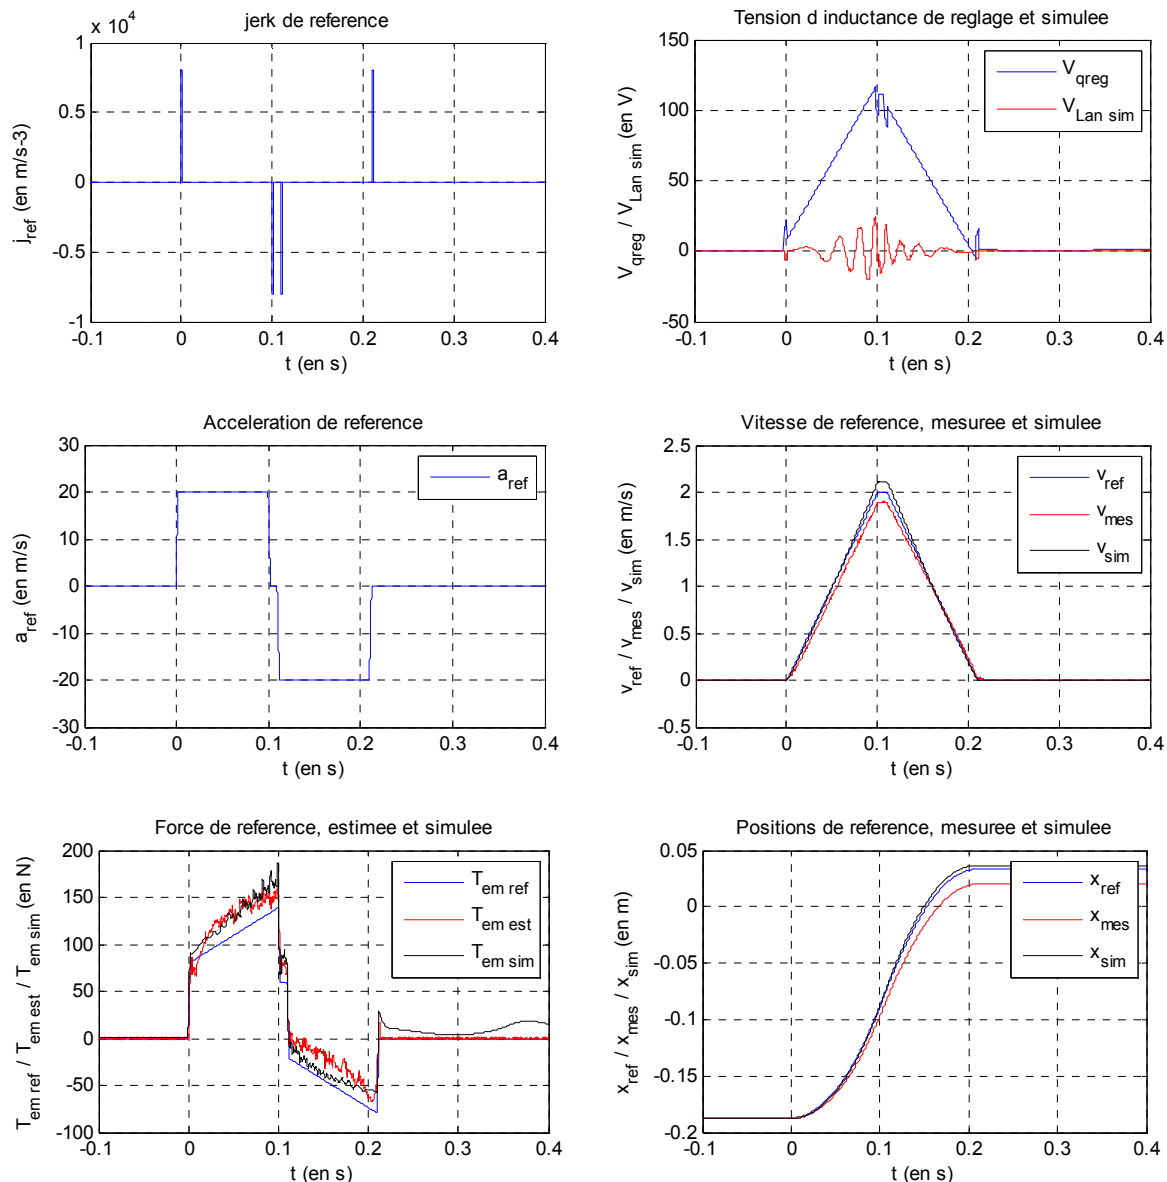 jerk de reference
x 10^4
1
0.5
0
-0.5
-1
-0.1
0
0.1
0.2
0.3
0.4
j_ref (en m/s-3)
t (en s)
Tension d inductance de reglage et simulee
150
100
50
0
-50
-0.1
0
0.1
0.2
0.3
0.4
V_qreg / V_Lan sim (en V)
t (en s)
V_qreg
V_Lan sim
Acceleration de reference
30
20
10
0
-10
-20
-30
-0.1
0
0.1
0.2
0.3
0.4
a_ref (en m/s)
t (en s)
a_ref
Vitesse de reference, mesuree et simulee
2.5
2
1.5
1
0.5
0
-0.5
-0.1
0
0.1
0.2
0.3
0.4
v_ref / v_mes / v_sim (en m/s)
t (en s)
v_ref
v_mes
v_sim
Force de reference, estimee et simulee
200
150
100
50
0
-50
-100
-0.1
0
0.1
0.2
0.3
0.4
T_em ref / T_em est / T_em sim (en N)
t (en s)
T_em ref
T_em est
T_em sim
Positions de reference, mesuree et simulee
0.05
0
-0.05
-0.1
-0.15
-0.2
-0.1
0
0.1
0.2
0.3
0.4
x_ref / x_mes / x_sim (en m)
t (en s)
x_ref
x_mes
x_sim